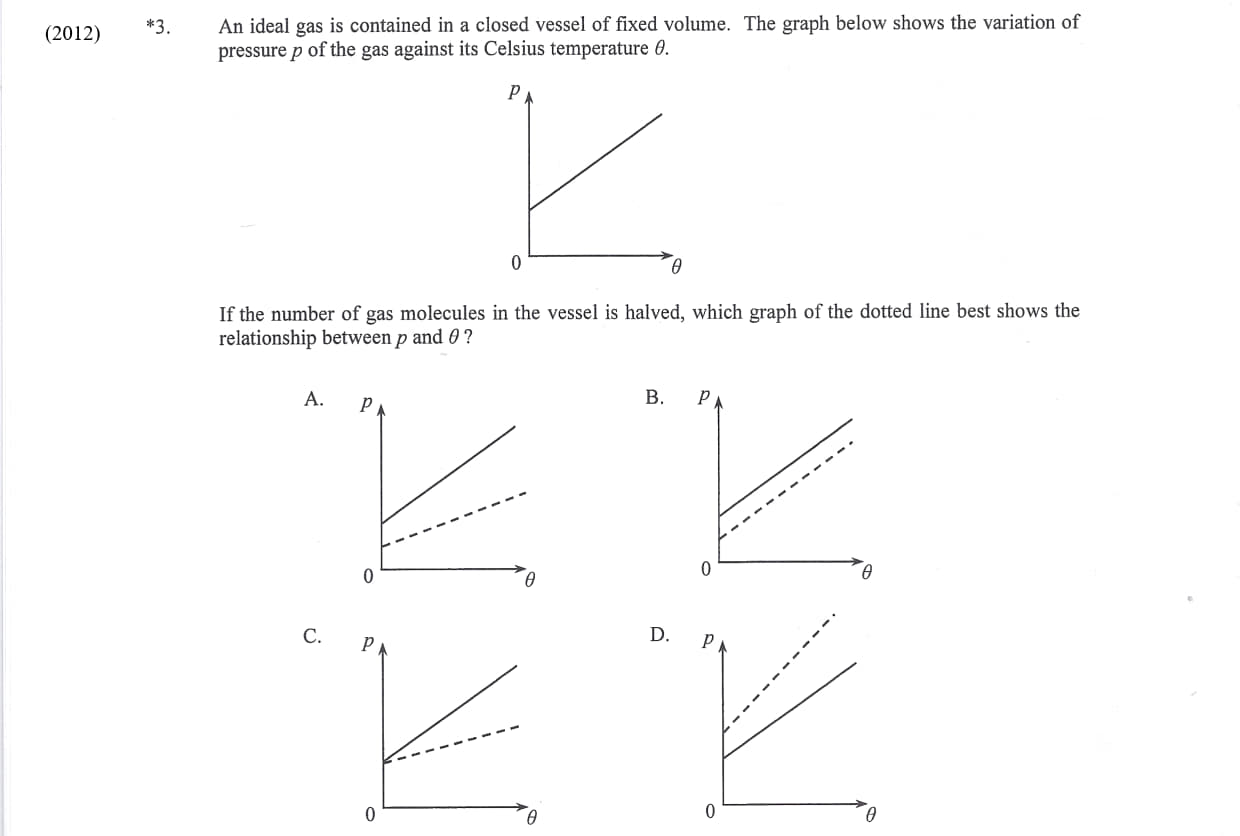 (2012) *3. An ideal gas is contained in a closed vessel of fixed volume. The graph below shows the variation of
pressure p of the gas against its Celsius temperature θ.
p
0
θ
If the number of gas molecules in the vessel is halved, which graph of the dotted line best shows the
relationship between p and θ ?
A. p
0
θ
B. p
0
θ
C. p
0
θ
D. p
0
θ